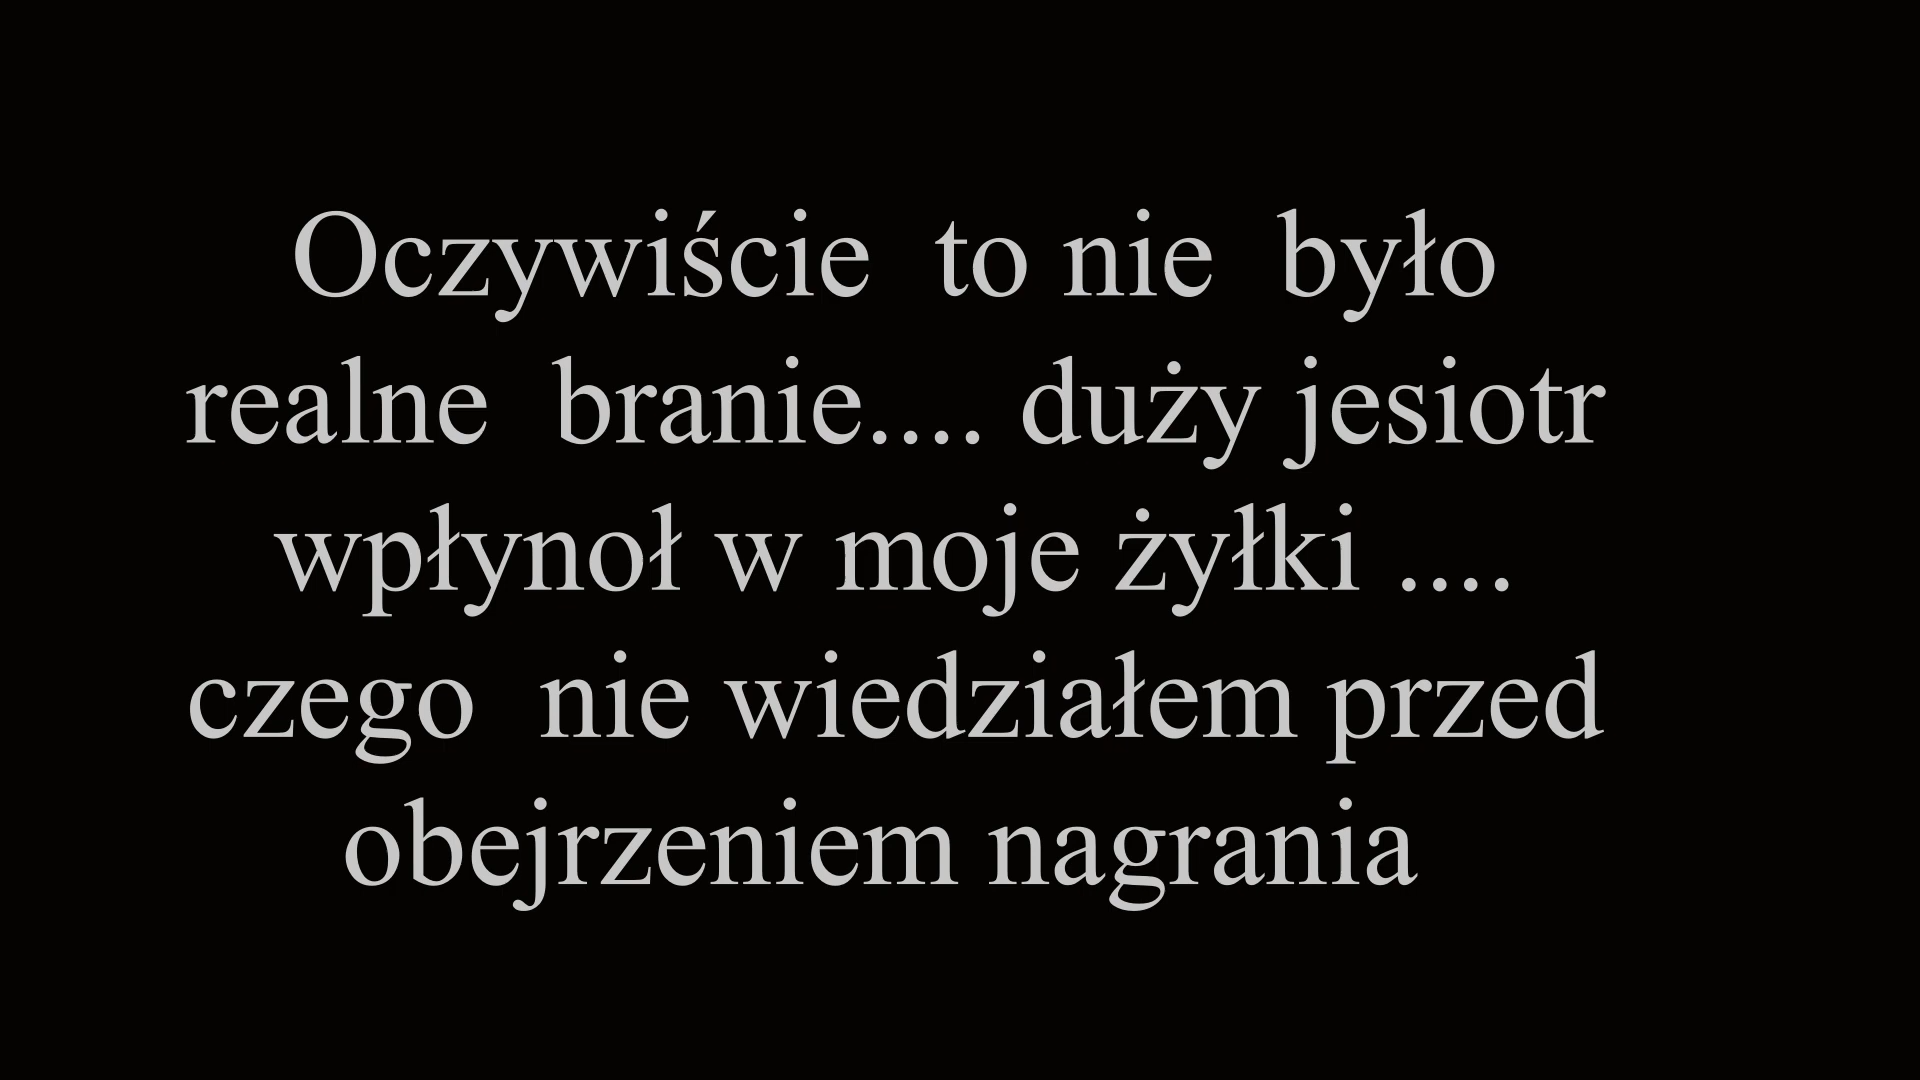 Oczywiście  to nie  było
realne  branie.... duży jesiotr
wpłynoł w moje żyłki ....
czego  nie wiedziałem przed
obejrzeniem nagrania